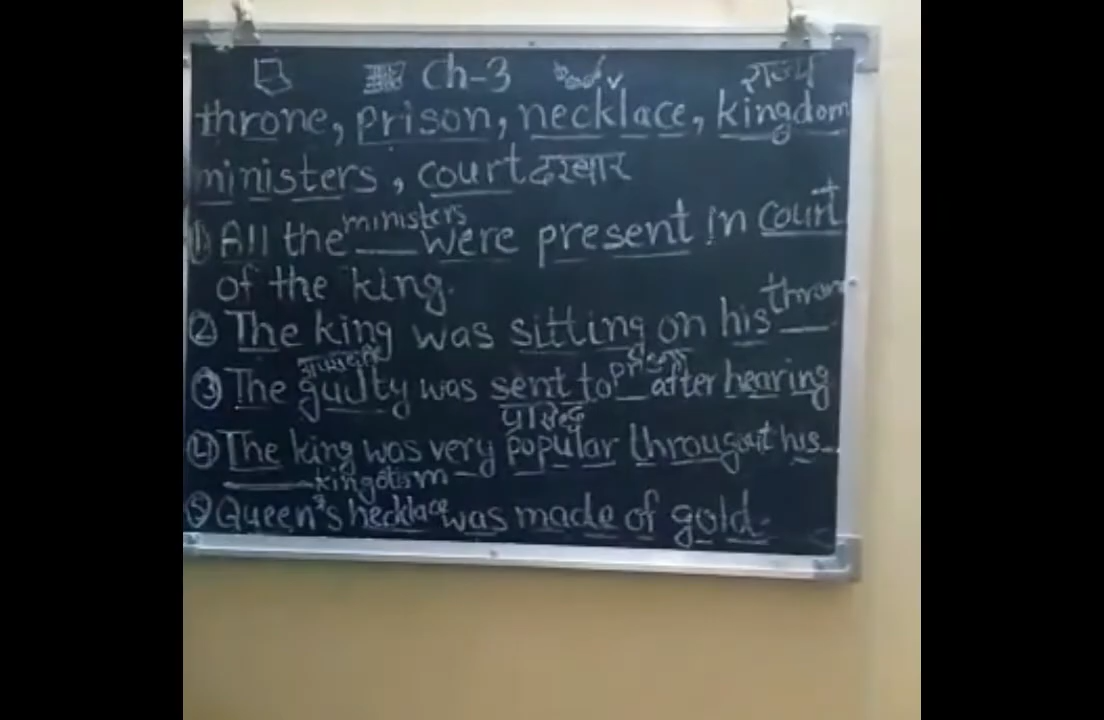 Ch-3 राज्य
throne, prison, necklace, kingdom
ministers, court दरबार
① All the ministers were present in court
of the king.
② The king was sitting on his throne
③ The guilty was sent to prison after hearing
प्रसिद्ध
④ The king was very popular througout his
kingdom
⑤ Queen's necklace was made of gold.